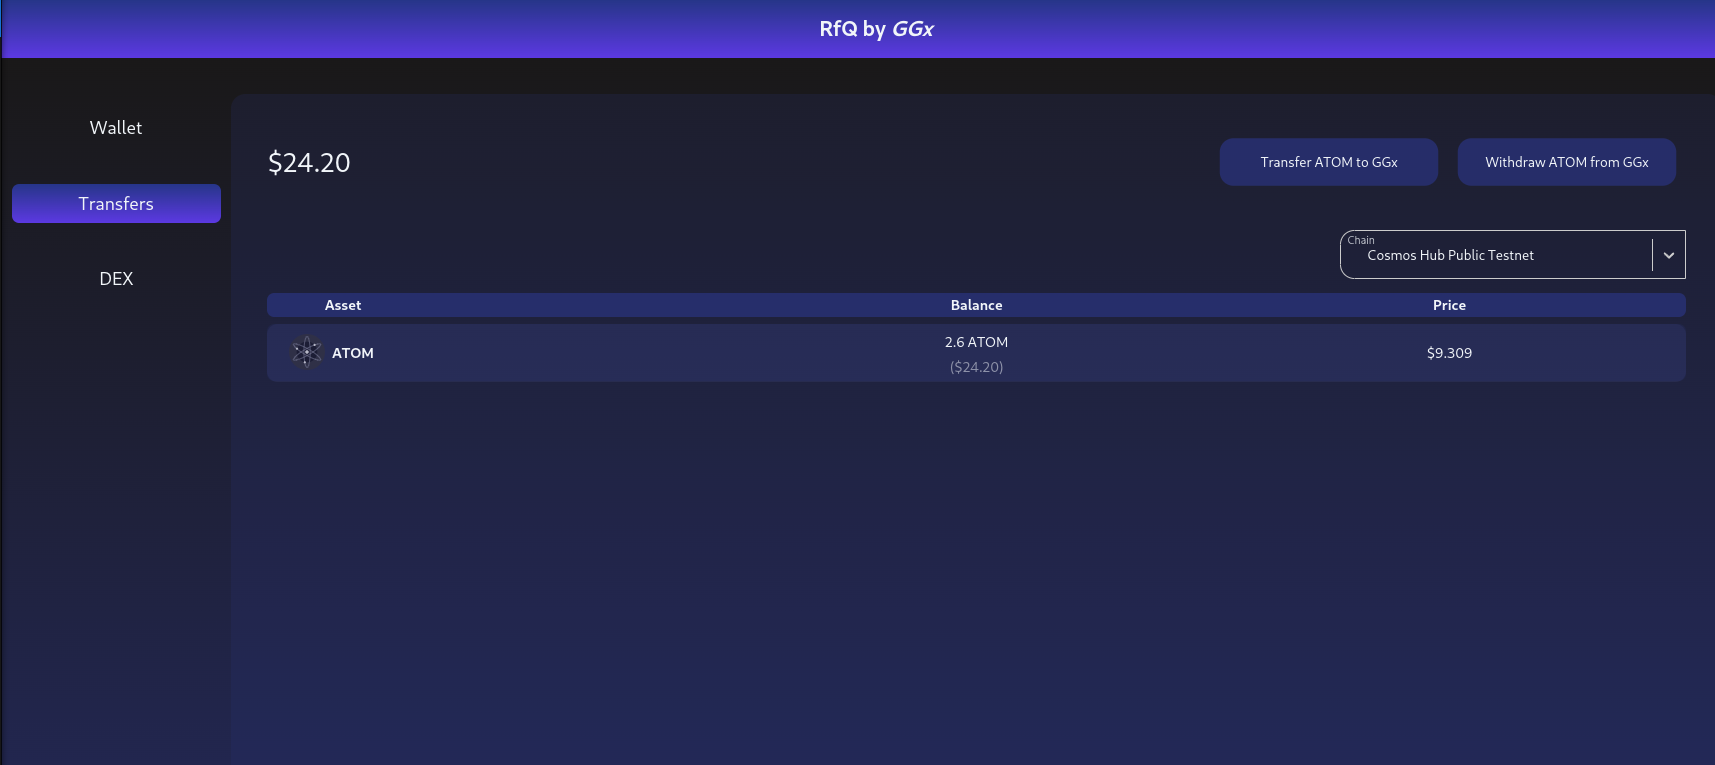 RfQ by GGx
Wallet
Transfers
DEX
$24.20
Transfer ATOM to GGx
Withdraw ATOM from GGx
Chain
Cosmos Hub Public Testnet
Asset Balance Price
ATOM
2.6 ATOM
($24.20)
$9.309